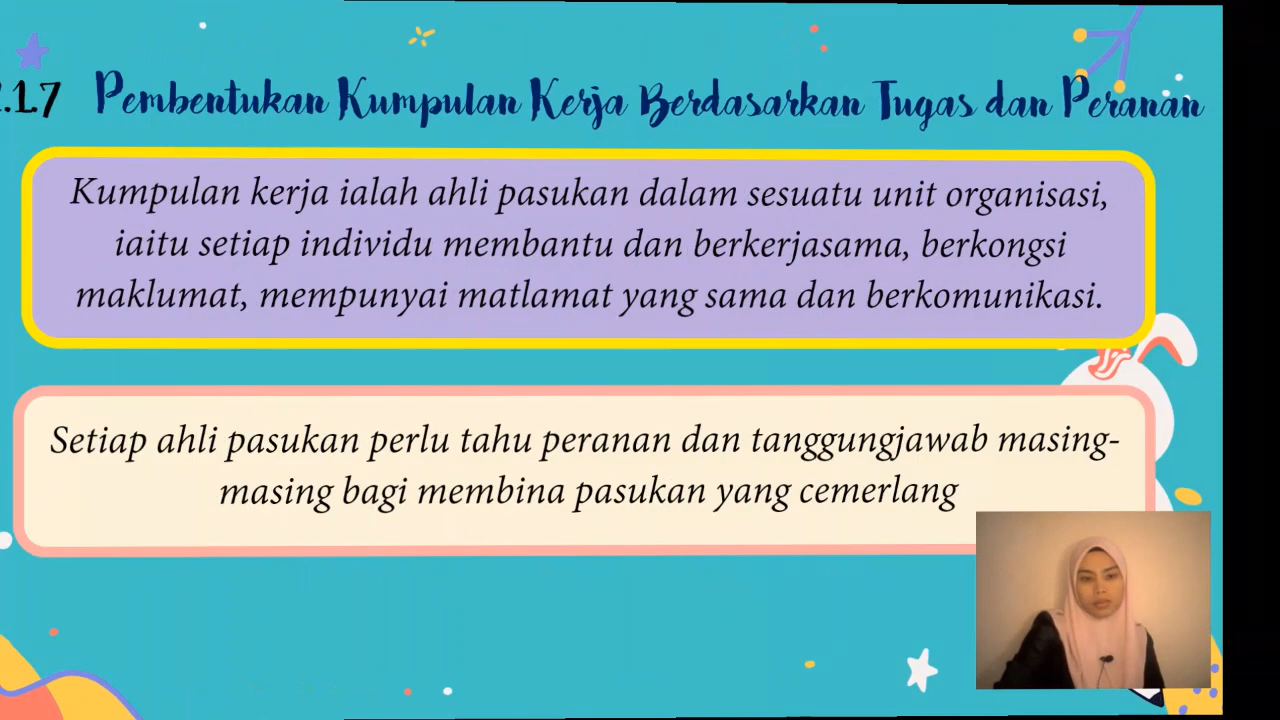 .1.7 Pembentukan Kumpulan Kerja Berdasarkan Tugas dan Peranan
Kumpulan kerja ialah ahli pasukan dalam sesuatu unit organisasi,
iaitu setiap individu membantu dan berkerjasama, berkongsi
maklumat, mempunyai matlamat yang sama dan berkomunikasi.
Setiap ahli pasukan perlu tahu peranan dan tanggungjawab masing-
masing bagi membina pasukan yang cemerlang